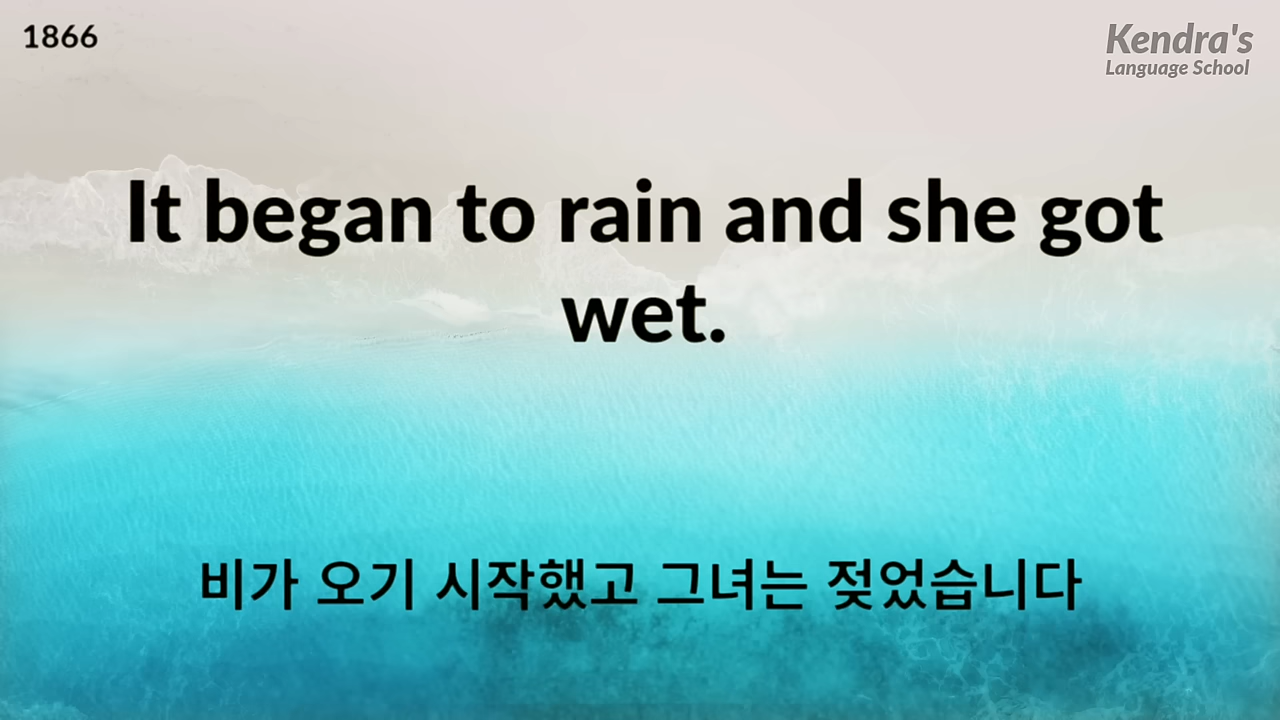 1866
Kendra's
Language School
It began to rain and she got
wet.
비가 오기 시작했고 그녀는 젖었습니다